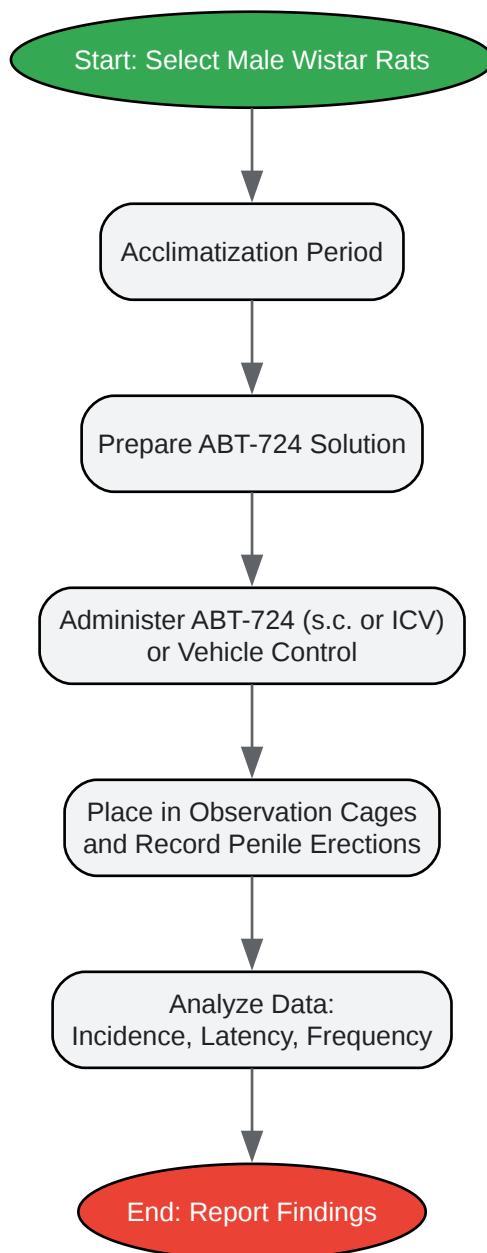 Start: Select Male Wistar Rats
Acclimatization Period
Prepare ABT-724 Solution
Administer ABT-724 (s.c. or ICV)
or Vehicle Control
Place in Observation Cages
and Record Penile Erections
Analyze Data:
Incidence, Latency, Frequency
End: Report Findings